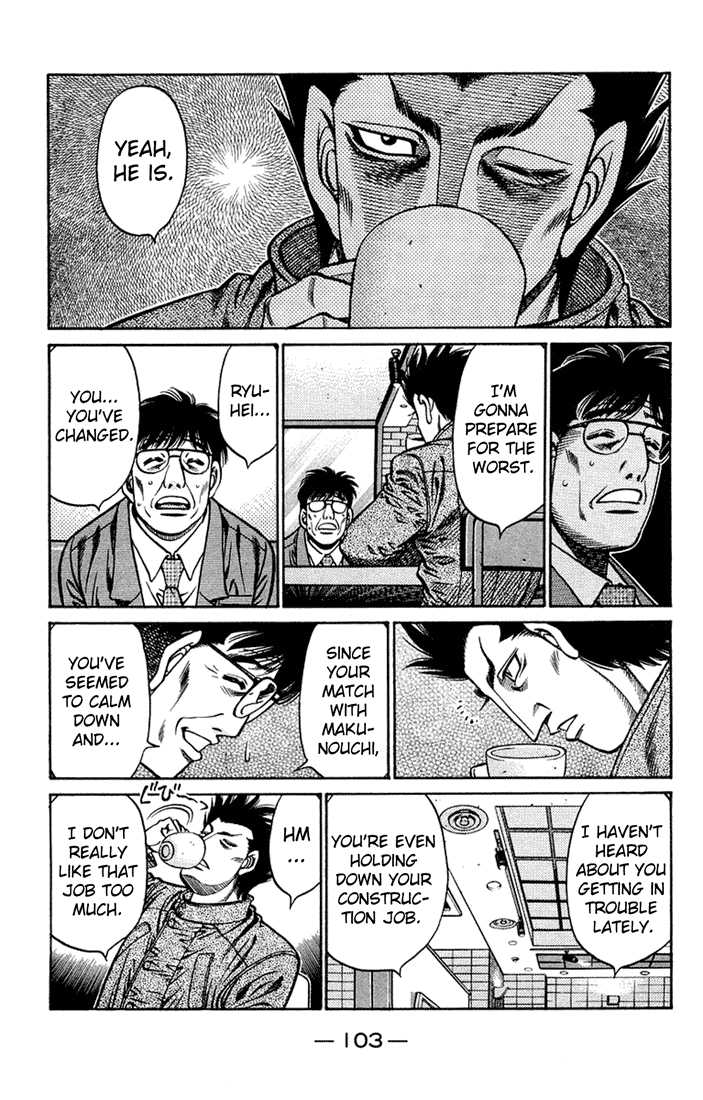 YEAH,
HE IS.
I'M
GONNA
PREPARE
FOR THE
WORST.
RYU-
HEI...
YOU...
YOU'VE
CHANGED.
SINCE
YOUR
MATCH
WITH
MAKU-
NOUCHI,
YOU'VE
SEEMED
TO CALM
DOWN
AND...
I HAVEN'T
HEARD
ABOUT YOU
GETTING IN
TROUBLE
LATELY.
YOU'RE EVEN
HOLDING
DOWN YOUR
CONSTRUC-
TION JOB.
HM
...
ぐび
I DON'T
REALLY
LIKE THAT
JOB TOO
MUCH.
— 103 —